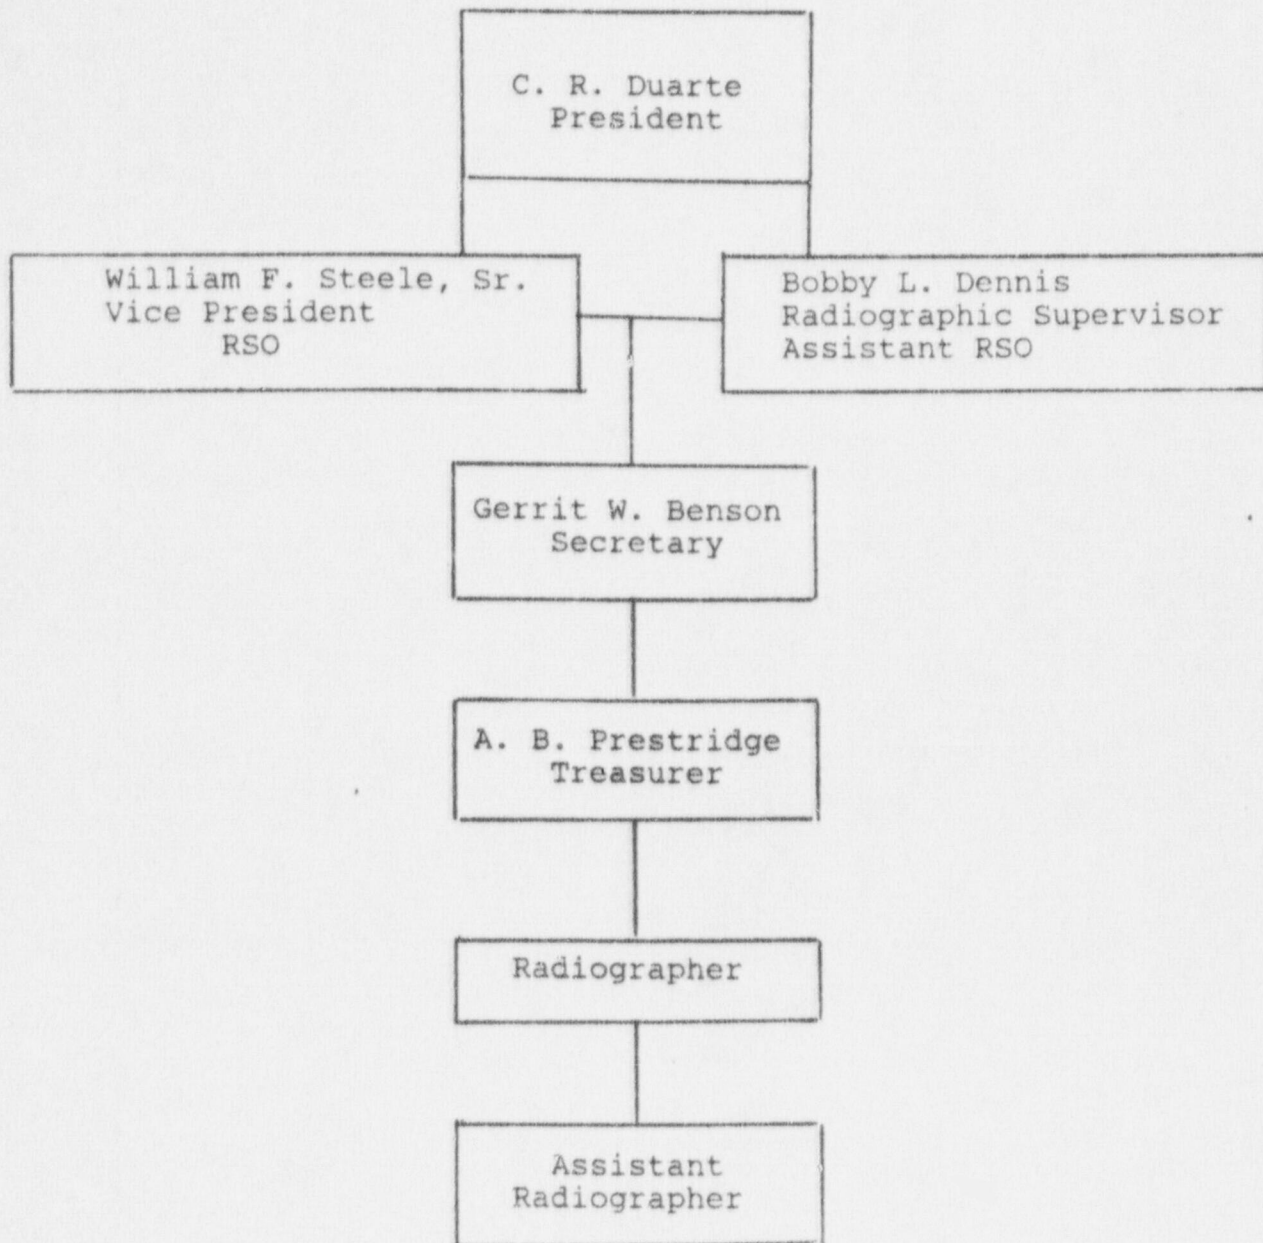 C. R. Duarte
President
William F. Steele, Sr.
Vice President
RSO
Bobby L. Dennis
Radiographic Supervisor
Assistant RSO
Gerrit W. Benson
Secretary
A. B. Prestridge
Treasurer
Radiographer
Assistant
Radiographer